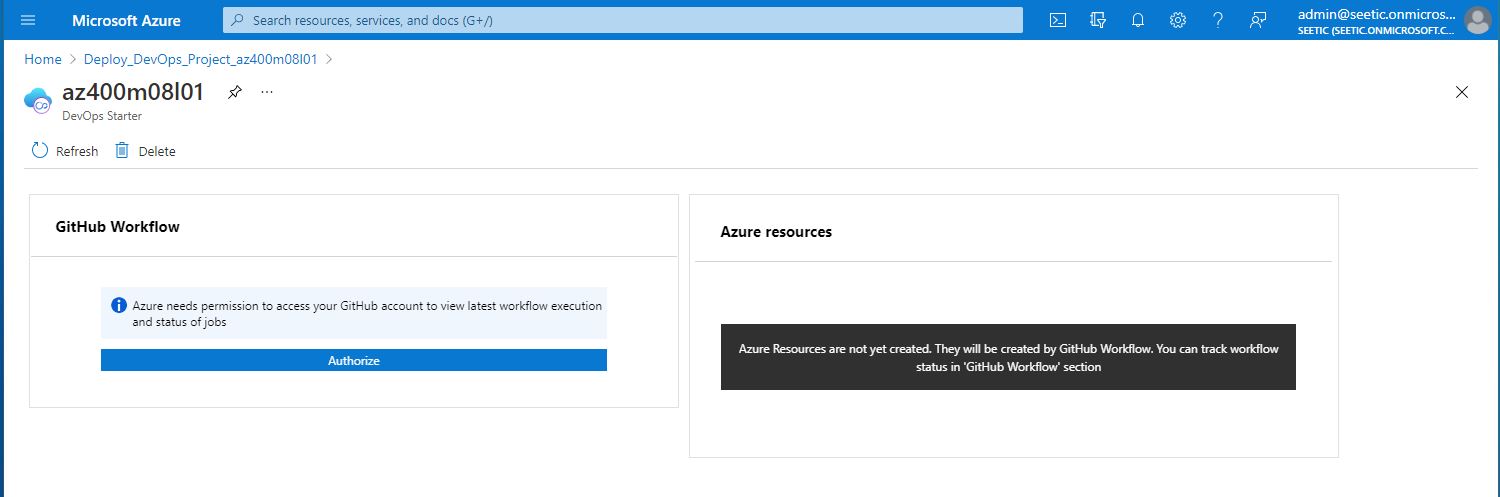 Microsoft Azure
Search resources, services, and docs (G+/)
admin@seetic.onmicros...
SEETIC (SEETIC.ONMICROSOFT.C...
Home > Deploy_DevOps_Project_az400m08l01 >
az400m08l01
...
DevOps Starter
Refresh Delete
GitHub Workflow
Azure needs permission to access your GitHub account to view latest workflow execution
and status of jobs
Authorize
Azure resources
Azure Resources are not yet created. They will be created by GitHub Workflow. You can track workflow
status in 'GitHub Workflow' section